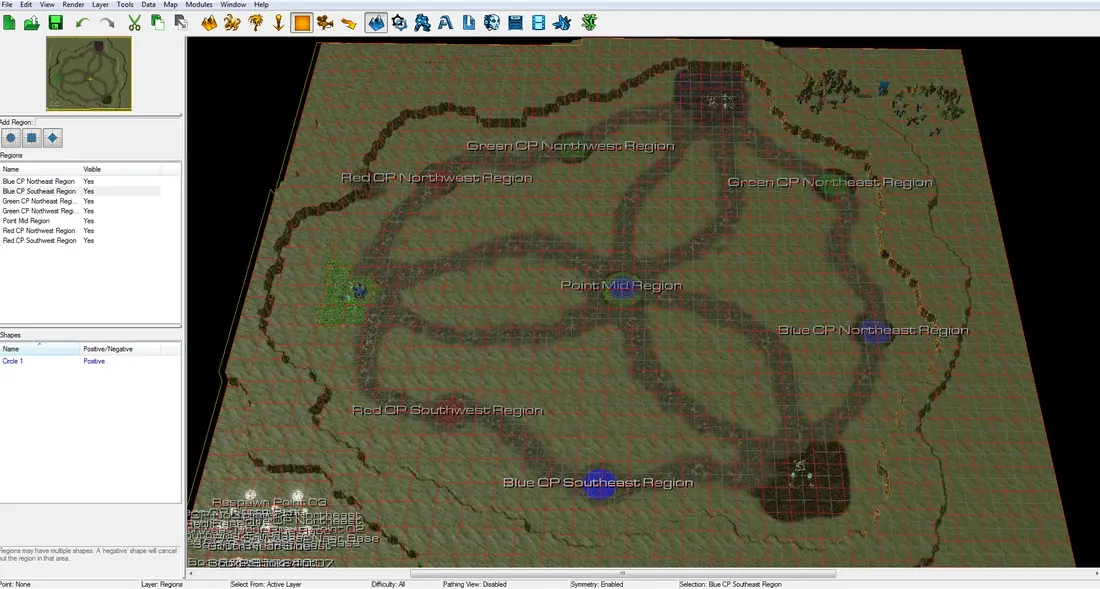 File Edit View Render Layer Tools Data Map Modules Window Help
Add Region:
Regions
Name Visible
Blue CP Northeast Region Yes
Blue CP Southeast Region Yes
Green CP Northeast Regi... Yes
Green CP Northwest Regi... Yes
Point Mid Region Yes
Red CP Northwest Region Yes
Red CP Southwest Region Yes
Shapes
Name Positive/Negative
Circle 1 Positive
Regions may have multiple shapes. A 'negative' shape will cancel
out the region in that area.
Green CP Northwest Region
Red CP Northwest Region
Green CP Northeast Region
Point Mid Region
Blue CP Northeast Region
Red CP Southwest Region
Blue CP Southeast Region
Respawn Point 03
Point: None Layer: Regions Select From: Active Layer Difficulty: All Pathing View: Disabled Symmetry: Enabled Selection: Blue CP Southeast Region